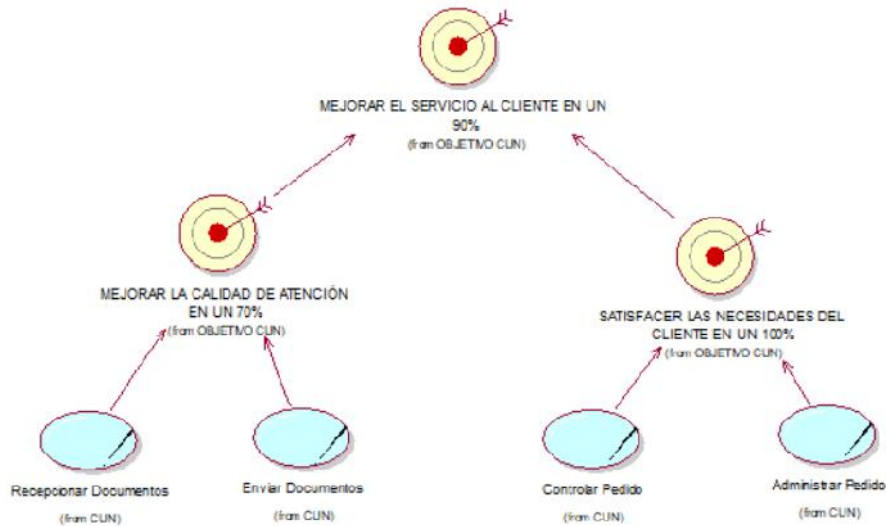 MEJORAR EL SERVICIO AL CLIENTE EN UN
90%
(from OBJETIVO CUN)
MEJORAR LA CALIDAD DE ATENCIÓN
EN UN 70%
(from OBJETIVO CUN)
SATISFACER LAS NECESIDADES DEL
CLIENTE EN UN 100%
(from OBJETIVO CUN)
Recepcionar Documentos
(from CUN)
Enviar Documentos
(from CUN)
Controlar Pedido
(from CUN)
Administrar Pedido
(from CUN)